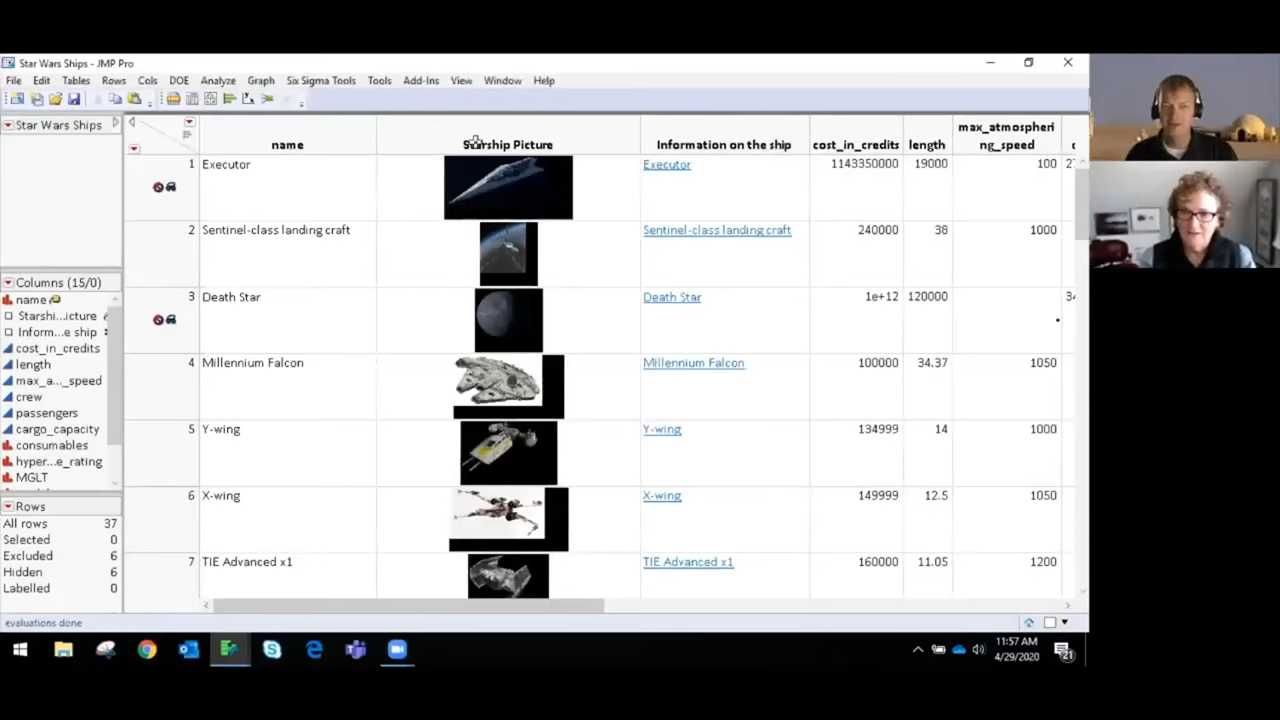 Star Wars Ships - JMP Pro
File Edit Tables Rows Cols DOE Analyze Graph Six Sigma Tools Tools Add-Ins View Window Help
Star Wars Ships
name Starship Picture Information on the ship cost_in_credits length max_atmospheri
ng_speed
1 Executor Executor 1143350000 19000 100
2 Sentinel-class landing craft Sentinel-class landing craft 240000 38 1000
3 Death Star Death Star 1e+12 120000 •
4 Millennium Falcon Millennium Falcon 100000 34.37 1050
5 Y-wing Y-wing 134999 14 1000
6 X-wing X-wing 149999 12.5 1050
7 TIE Advanced x1 TIE Advanced x1 160000 11.05 1200
Columns (15/0)
name
Starshi...icture
Inform...e ship
cost_in_credits
length
max_a..._speed
crew
passengers
cargo_capacity
consumables
hyper...e_rating
MGLT
Rows
All rows 37
Selected 0
Excluded 6
Hidden 6
Labelled 0
evaluations done
11:57 AM
4/29/2020
21